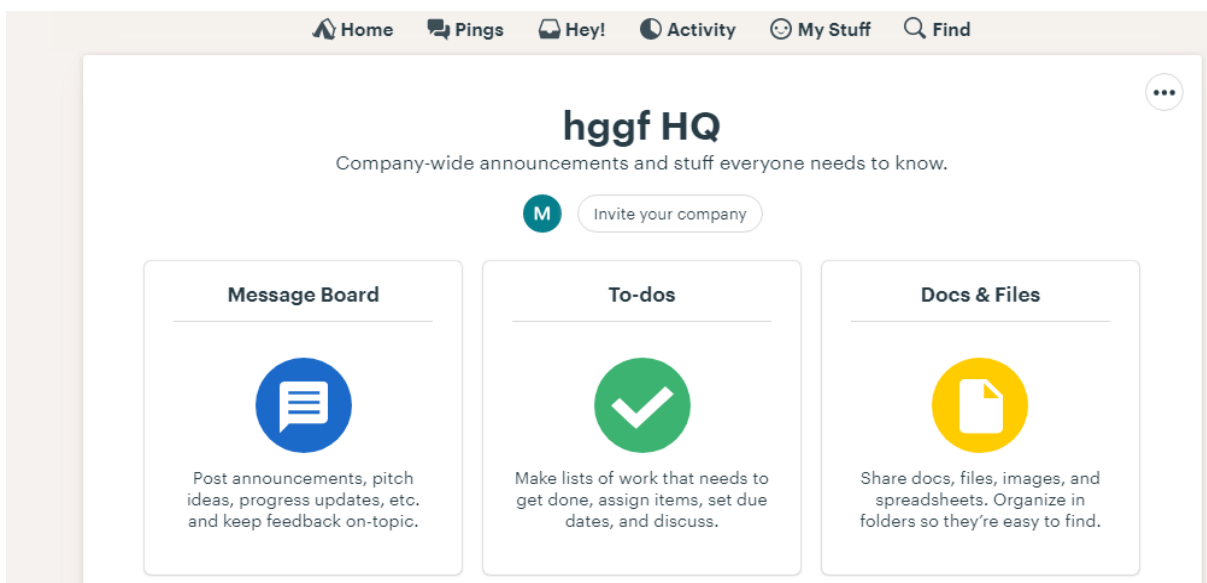 Home Pings Hey! Activity My Stuff Find
hggf HQ
Company-wide announcements and stuff everyone needs to know.
M Invite your company
Message Board
Post announcements, pitch
ideas, progress updates, etc.
and keep feedback on-topic.
To-dos
Make lists of work that needs to
get done, assign items, set due
dates, and discuss.
Docs & Files
Share docs, files, images, and
spreadsheets. Organize in
folders so they’re easy to find.